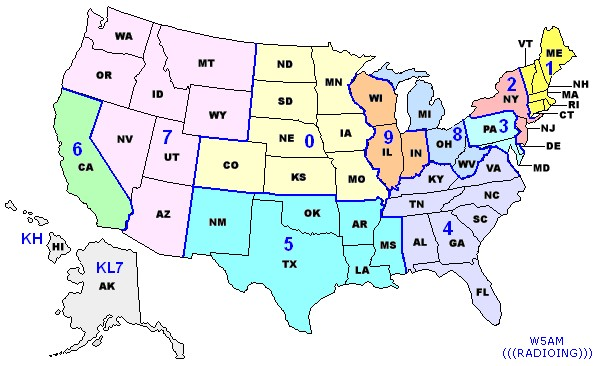 WA
OR
ID
MT
ND
SD
MN
WI
MI
VT
ME
1
NH
MA
RI
CT
2
NY
NJ
DE
MD
3
PA
8
OH
WV
VA
9
IL
IN
IA
NE
0
WY
NV
7
UT
6
CA
CO
KS
MO
KY
TN
NC
SC
4
AL
GA
MS
AR
OK
NM
AZ
5
TX
LA
FL
KH
HI
KL7
AK
W5AM
(((RADIOING)))